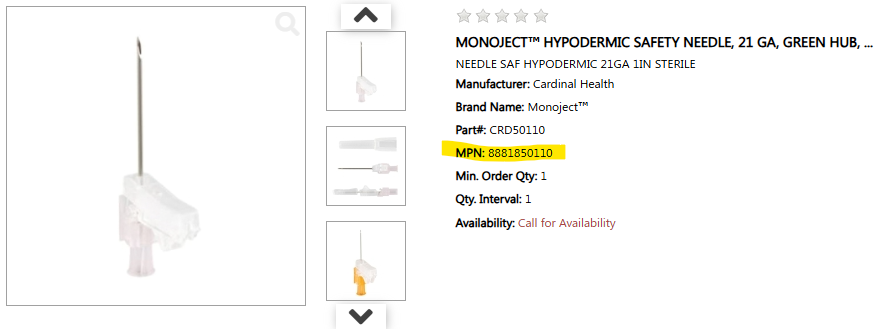 MONOJECT™ HYPODERMIC SAFETY NEEDLE, 21 GA, GREEN HUB, ...
NEEDLE SAF HYPODERMIC 21GA 1IN STERILE
Manufacturer: Cardinal Health
Brand Name: Monoject™
Part#: CRD50110
MPN: 8881850110
Min. Order Qty: 1
Qty. Interval: 1
Availability: Call for Availability